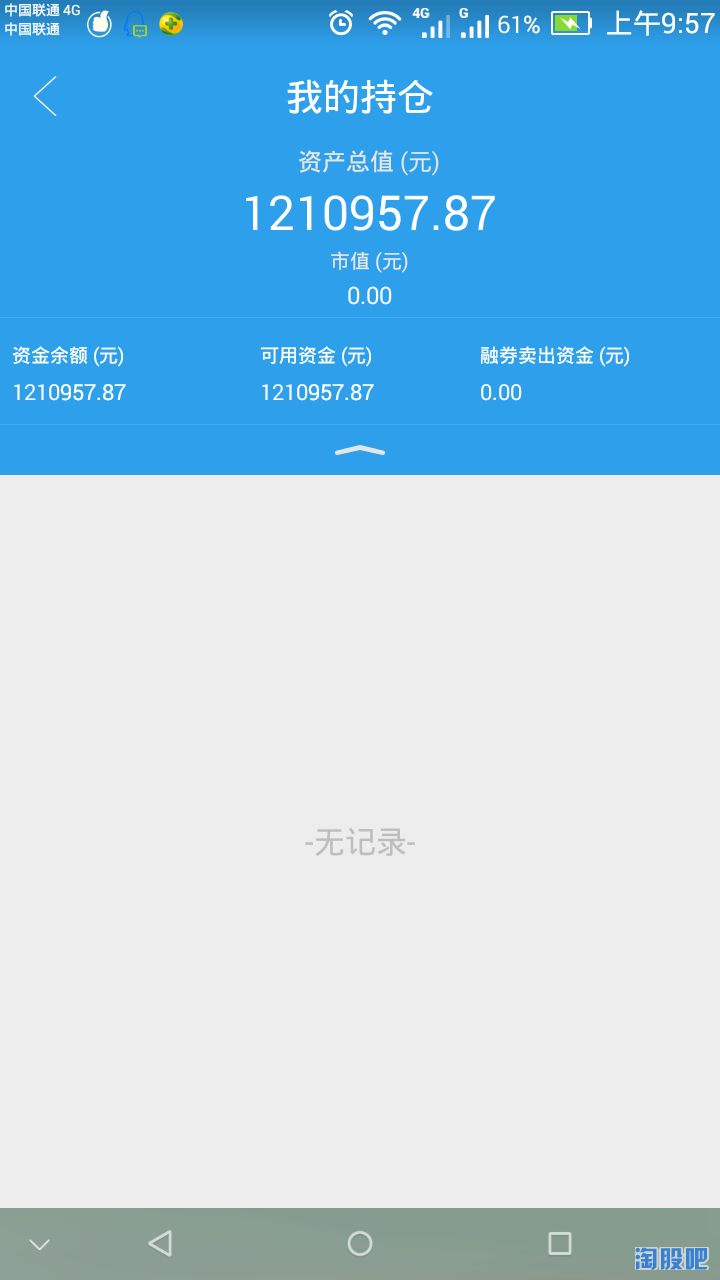 中国联通 4G
中国联通
4G
G
61%
上午9:57
我的持仓
资产总值 (元)
1210957.87
市值 (元)
0.00
资金余额 (元)
可用资金 (元)
融券卖出资金 (元)
1210957.87
1210957.87
0.00
-无记录-
淘股吧